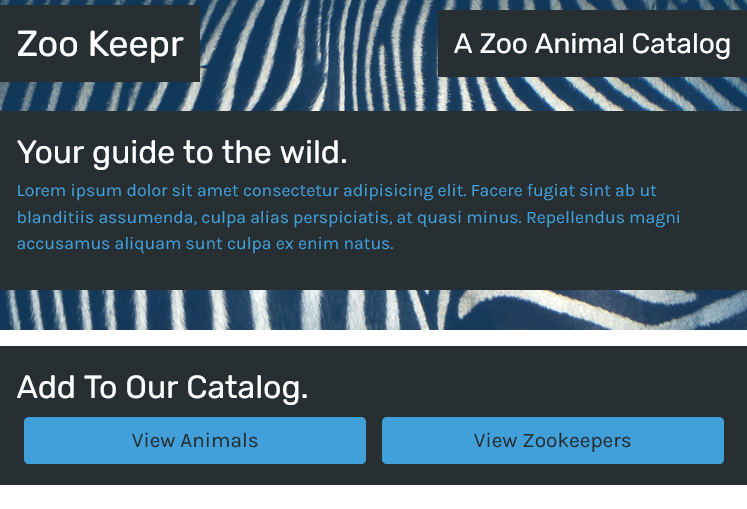 Zoo Keepr
A Zoo Animal Catalog
Your guide to the wild.
Lorem ipsum dolor sit amet consectetur adipisicing elit. Facere fugiat sint ab ut
blanditiis assumenda, culpa alias perspiciatis, at quasi minus. Repellendus magni
accusamus aliquam sunt culpa ex enim natus.
Add To Our Catalog.
View Animals
View Zookeepers